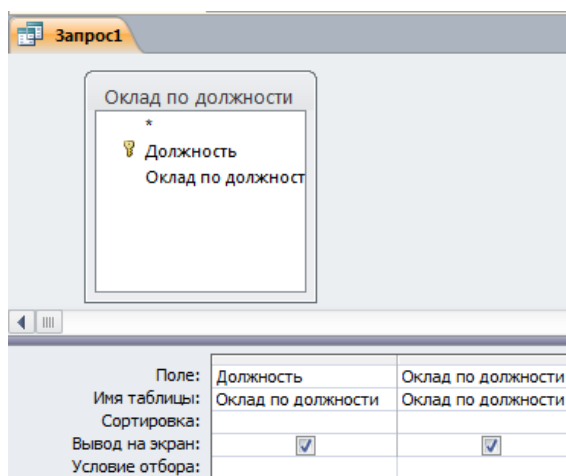 Запрос1
Оклад по должности
*
Должность
Оклад по должност
Поле: Должность Оклад по должности
Имя таблицы: Оклад по должности Оклад по должности
Сортировка:
Вывод на экран:
Условие отбора: